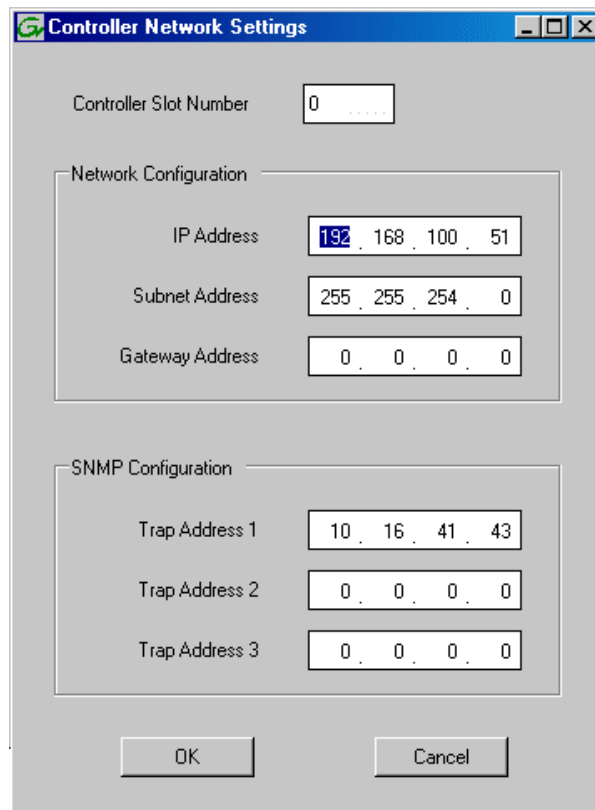 Controller Network Settings
Controller Slot Number 0
Network Configuration
IP Address 192 . 168 . 100 . 51
Subnet Address 255 . 255 . 254 . 0
Gateway Address 0 . 0 . 0 . 0
SNMP Configuration
Trap Address 1 10 . 16 . 41 . 43
Trap Address 2 0 . 0 . 0 . 0
Trap Address 3 0 . 0 . 0 . 0
OK Cancel